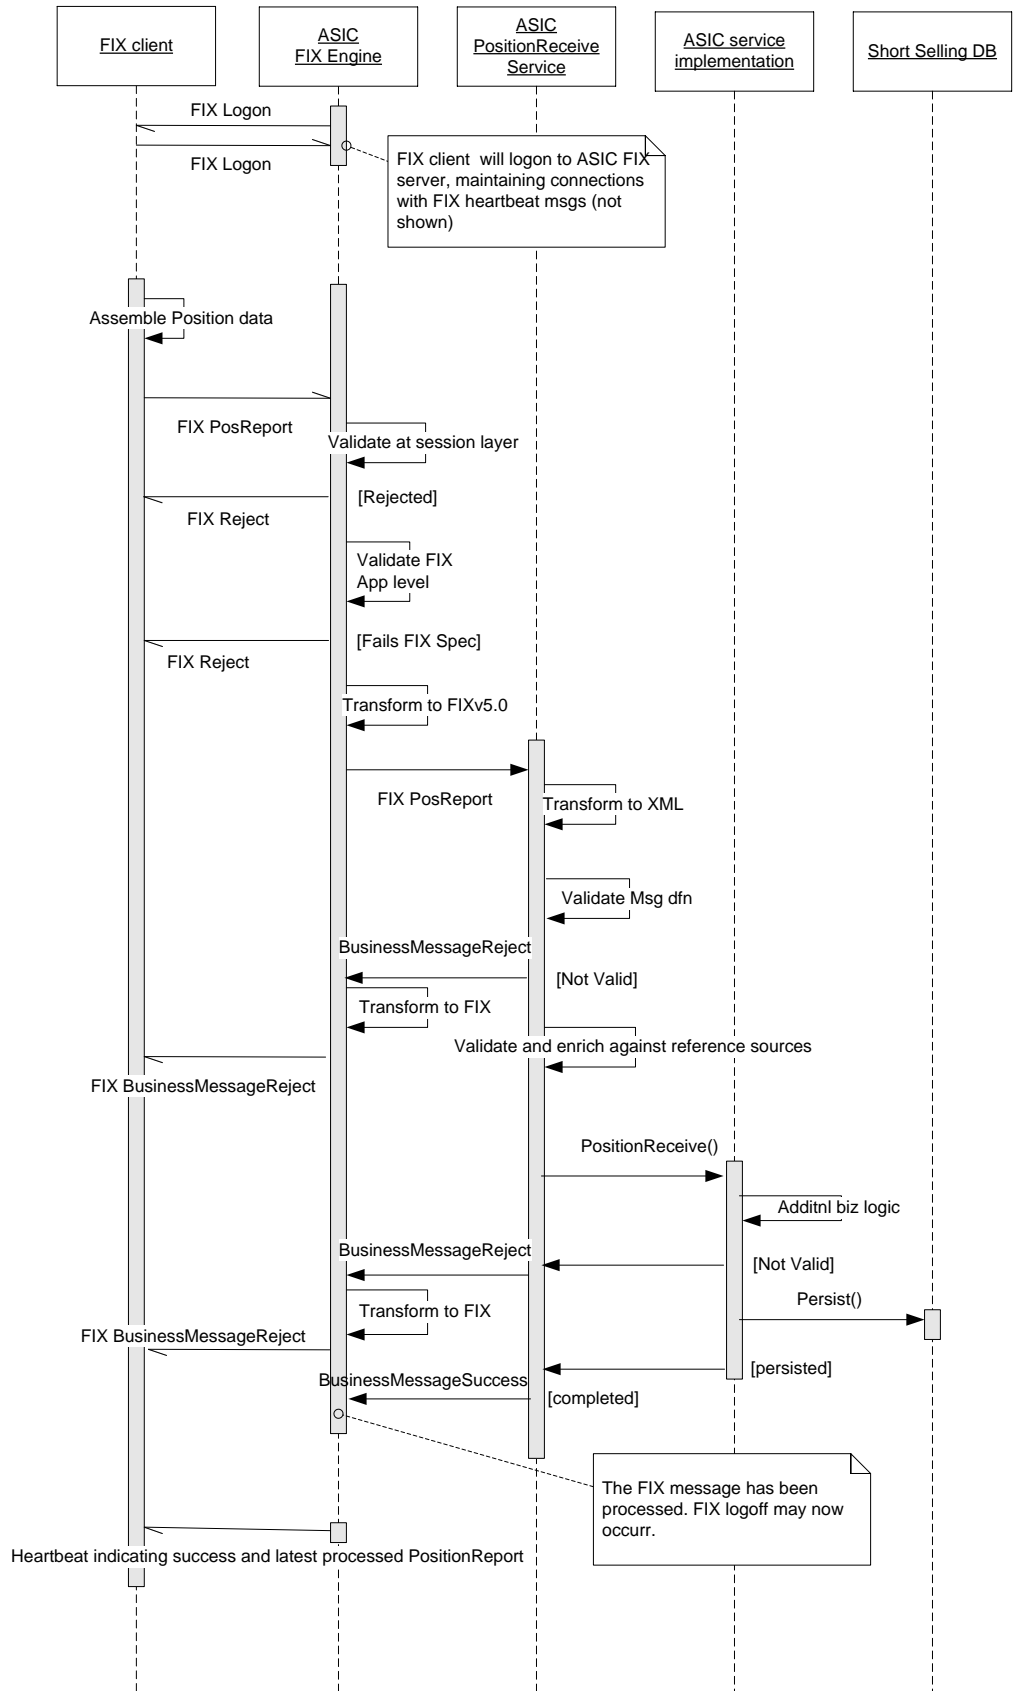 FIX client
ASIC
FIX Engine
ASIC
PositionReceive
Service
ASIC service
implementation
Short Selling DB
FIX Logon
FIX Logon
FIX client  will logon to ASIC FIX
server, maintaining connections
with FIX heartbeat msgs (not
shown)
Assemble Position data
FIX PosReport
Validate at session layer
[Rejected]
FIX Reject
Validate FIX
App level
[Fails FIX Spec]
FIX Reject
Transform to FIXv5.0
FIX PosReport
Transform to XML
Validate Msg dfn
BusinessMessageReject
[Not Valid]
Transform to FIX
Validate and enrich against reference sources
FIX BusinessMessageReject
PositionReceive()
Additnl biz logic
BusinessMessageReject
[Not Valid]
Persist()
Transform to FIX
FIX BusinessMessageReject
[persisted]
BusinessMessageSuccess
[completed]
The FIX message has been
processed. FIX logoff may now
occurr.
Heartbeat indicating success and latest processed PositionReport